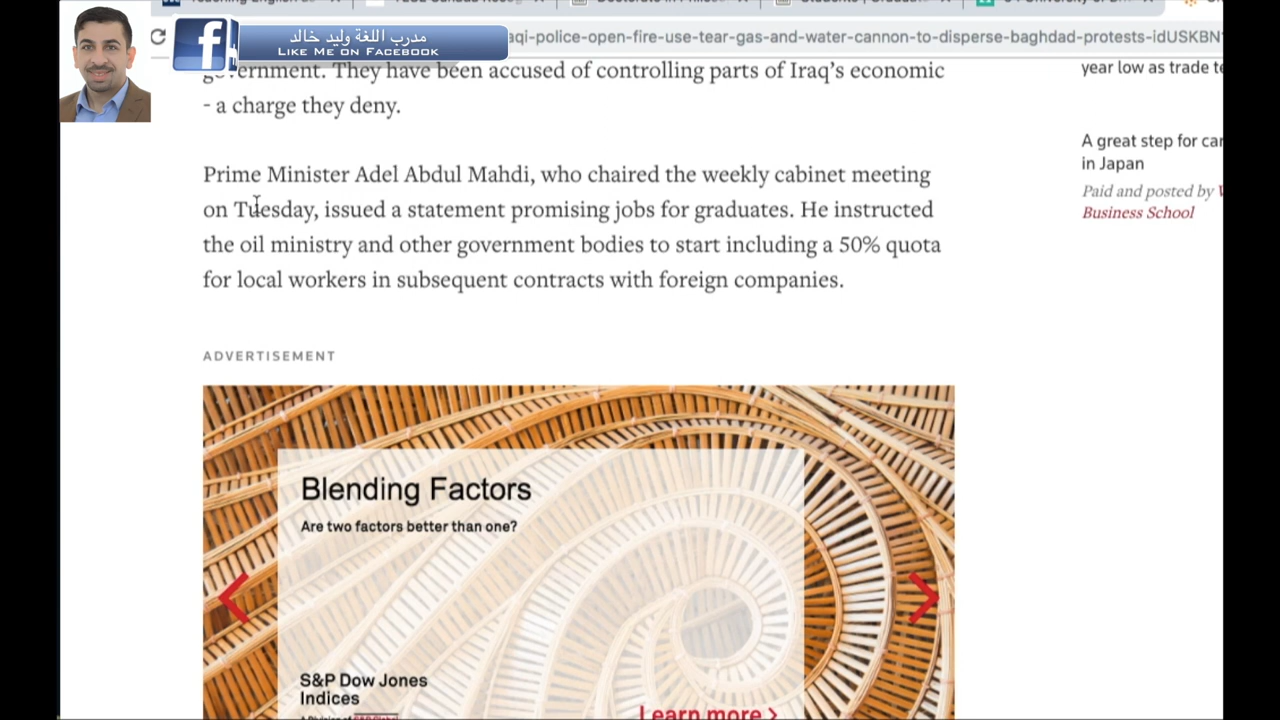 مدرب اللغة وليد خالد
LIKE ME ON FACEBOOK
aqi-police-open-fire-use-tear-gas-and-water-cannon-to-disperse-baghdad-protests-idUSKBN
government. They have been accused of controlling parts of Iraq’s economic
- a charge they deny.
Prime Minister Adel Abdul Mahdi, who chaired the weekly cabinet meeting
on Tuesday, issued a statement promising jobs for graduates. He instructed
the oil ministry and other government bodies to start including a 50% quota
for local workers in subsequent contracts with foreign companies.
year low as trade te
A great step for car
in Japan
Paid and posted by
Business School
ADVERTISEMENT
Blending Factors
Are two factors better than one?
S&P Dow Jones
Indices
Learn more >